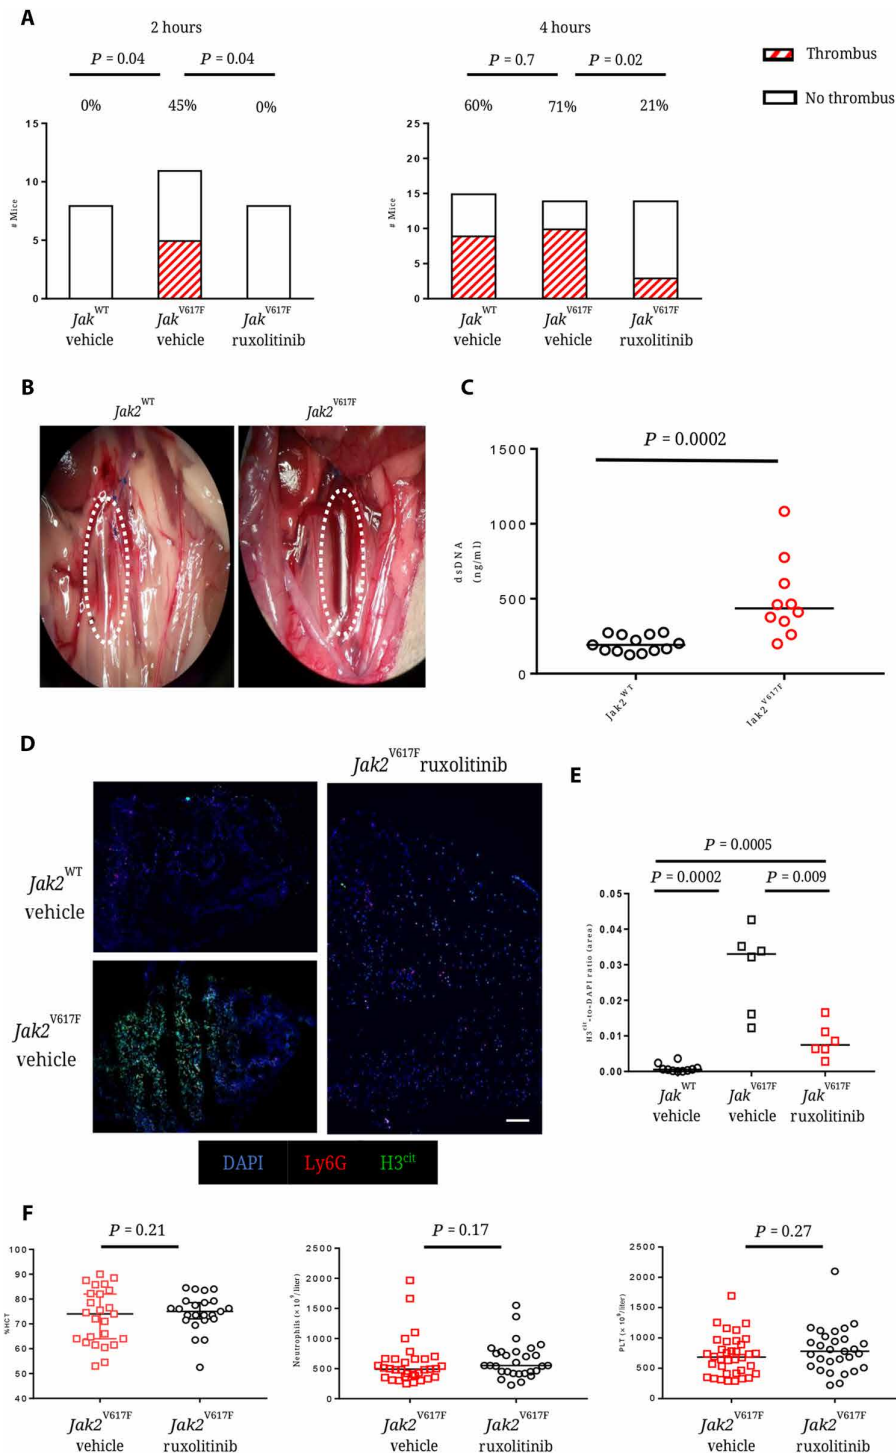 A
2 hours
4 hours
P = 0.04
P = 0.04
P = 0.7
P = 0.02
Thrombus
No thrombus
0%
45%
0%
60%
71%
21%
15
10
5
0
# Mice
25
20
15
10
5
0
# Mice
Jak^WT
vehicle
Jak^V617F
vehicle
Jak^V617F
ruxolitinib
Jak^WT
vehicle
Jak^V617F
vehicle
Jak^V617F
ruxolitinib
B
Jak2^WT
Jak2^V617F
C
P = 0.0002
1500
1000
500
0
dsDNA
(ng/ml)
Jak2^WT
Jak2^V617F
D
Jak2^V617F ruxolitinib
Jak2^WT
vehicle
Jak2^V617F
vehicle
DAPI
Ly6G
H3^cit
E
P = 0.0005
P = 0.0002
P = 0.009
0.05
0.04
0.03
0.02
0.01
0.00
H3^cit-to-DAPI ratio (area)
Jak^WT
vehicle
Jak^V617F
vehicle
Jak^V617F
ruxolitinib
F
P = 0.21
100
90
80
70
60
50
40
%HCT
Jak2^V617F
vehicle
Jak2^V617F
ruxolitinib
P = 0.17
2500
2000
1500
1000
500
0
Neutrophils (× 10^9/liter)
Jak2^V617F
vehicle
Jak2^V617F
ruxolitinib
P = 0.27
2500
2000
1500
1000
500
0
PLT (× 10^9/liter)
Jak2^V617F
vehicle
Jak2^V617F
ruxolitinib